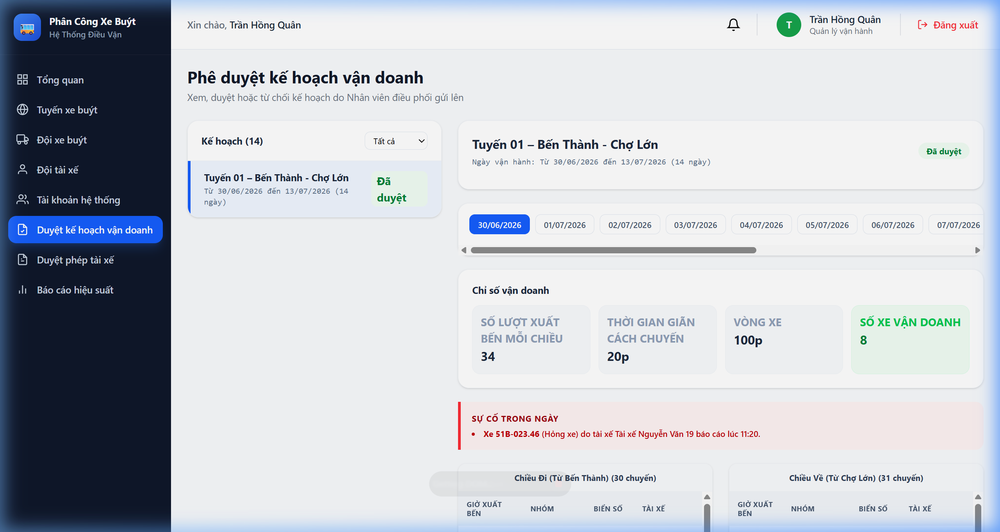 Phân Công Xe Buýt
Hệ Thống Điều Vận
Xin chào, Trần Hồng Quân
T
Trần Hồng Quân
Quản lý vận hành
Đăng xuất
Tổng quan
Tuyến xe buýt
Đội xe buýt
Đội tài xế
Tài khoản hệ thống
Duyệt kế hoạch vận doanh
Duyệt phép tài xế
Báo cáo hiệu suất
Phê duyệt kế hoạch vận doanh
Xem, duyệt hoặc từ chối kế hoạch do Nhân viên điều phối gửi lên
Kế hoạch (14)
Tất cả
Tuyến 01 – Bến Thành - Chợ Lớn
Từ 30/06/2026 đến 13/07/2026 (14
ngày)
Đã
duyệt
Tuyến 01 – Bến Thành - Chợ Lớn
Ngày vận hành: Từ 30/06/2026 đến 13/07/2026 (14 ngày)
Đã duyệt
30/06/2026
01/07/2026
02/07/2026
03/07/2026
04/07/2026
05/07/2026
06/07/2026
07/07/2026
Chỉ số vận doanh
SỐ LƯỢT XUẤT
BẾN MỖI CHIỀU
34
THỜI GIAN GIÃN
CÁCH CHUYẾN
20p
VÒNG XE
100p
SỐ XE VẬN DOANH
8
SỰ CỐ TRONG NGÀY
• Xe 51B-023.46 (Hỏng xe) do tài xế Tài xế Nguyễn Văn 19 báo cáo lúc 11:20.
Chiều Đi (Từ Bến Thành) (30 chuyến)
GIỜ XUẤT
BẾN
NHÓM
BIỂN SỐ
TÀI XẾ
Chiều Về (Từ Chợ Lớn) (31 chuyến)
GIỜ XUẤT
BẾN
NHÓM
BIỂN SỐ
TÀI XẾ